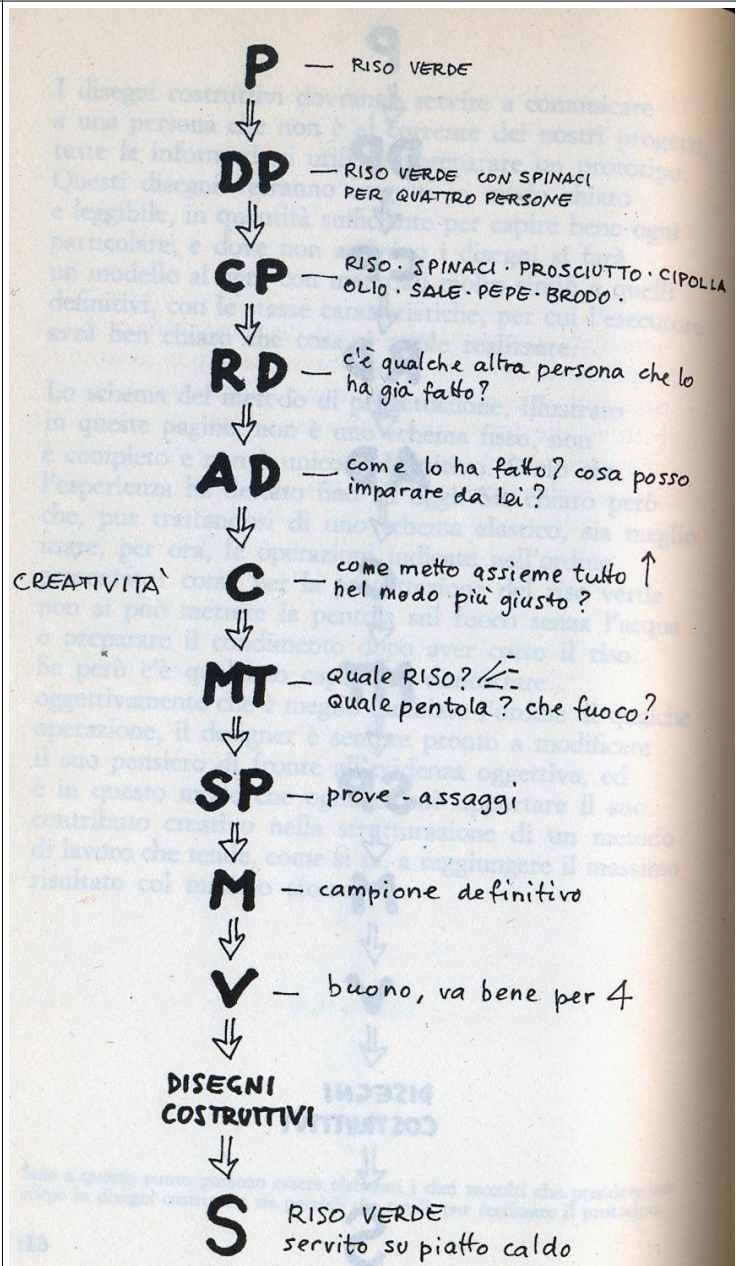 P — RISO VERDE
DP — RISO VERDE CON SPINACI
PER QUATTRO PERSONE
CP — RISO · SPINACI · PROSCIUTTO · CIPOLLA
OLIO · SALE · PEPE · BRODO ·
RD — c'è qualche altra persona che lo
ha già fatto?
AD — come lo ha fatto? cosa posso
imparare da lei?
CREATIVITÀ C — come metto assieme tutto
nel modo più giusto?
MT — Quale RISO?
Quale pentola? che fuoco?
SP — prove, assaggi
M — campione definitivo
V — buono, va bene per 4
DISEGNI
COSTRUTTIVI
S RISO VERDE
servito su piatto caldo